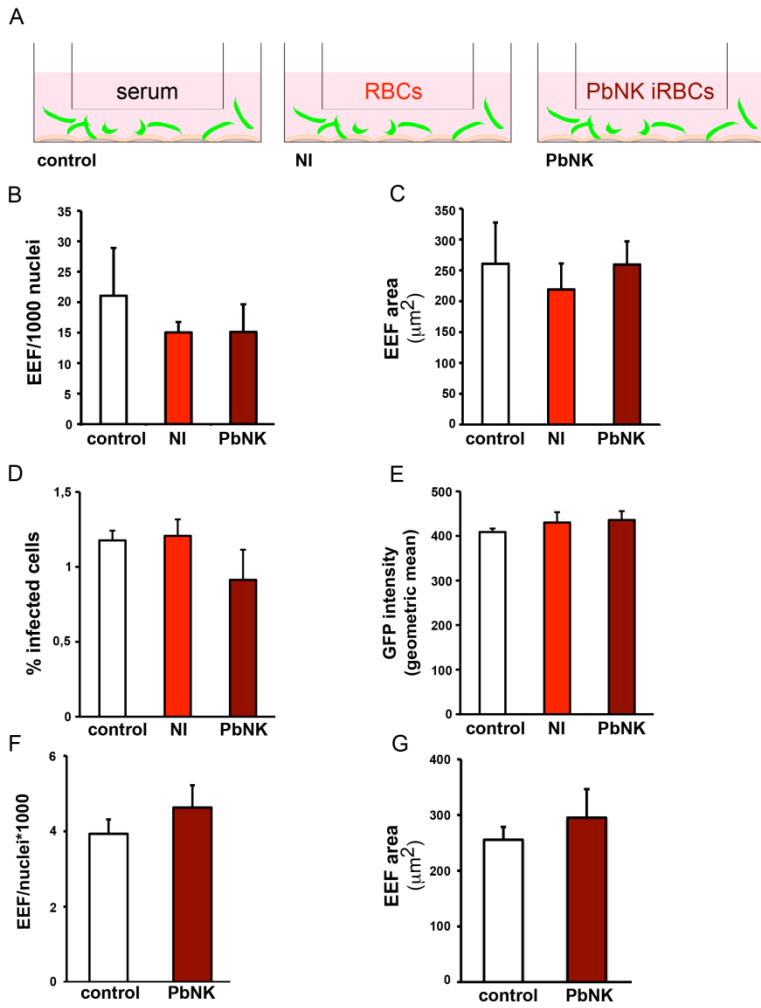 A
serum
RBCs
PbNK iRBCs
control
NI
PbNK
B
EEF/1000 nuclei
35
30
25
20
15
10
5
0
control NI PbNK
C
EEF area
(μm²)
350
300
250
200
150
100
50
0
control NI PbNK
D
% infected cells
1,5
1
0,5
0
control NI PbNK
E
GFP intensity
(geometric mean)
500
400
300
200
100
0
control NI PbNK
F
EEF/nuclei*1000
6
4
2
0
control PbNK
G
EEF area
(μm²)
400
300
200
100
0
control PbNK